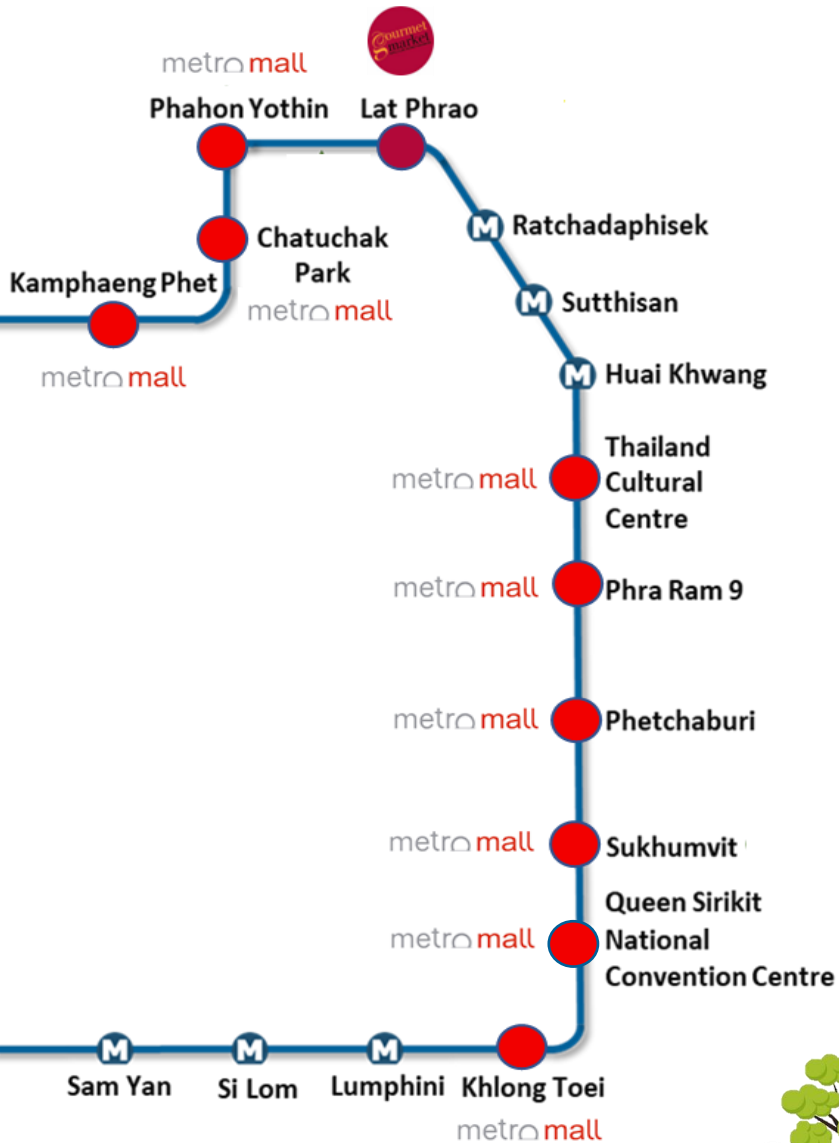 Gourmet
market
metro mall
Phahon Yothin
Lat Phrao
M Ratchadaphisek
Chatuchak
Park
metro mall
Kamphaeng Phet
metro mall
M Sutthisan
M Huai Khwang
Thailand
Cultural
Centre
metro mall
metro mall
Phra Ram 9
metro mall
Phetchaburi
metro mall
Sukhumvit
Queen Sirikit
National
Convention Centre
metro mall
M
M
M
Sam Yan
Si Lom
Lumphini
Khlong Toei
metro mall